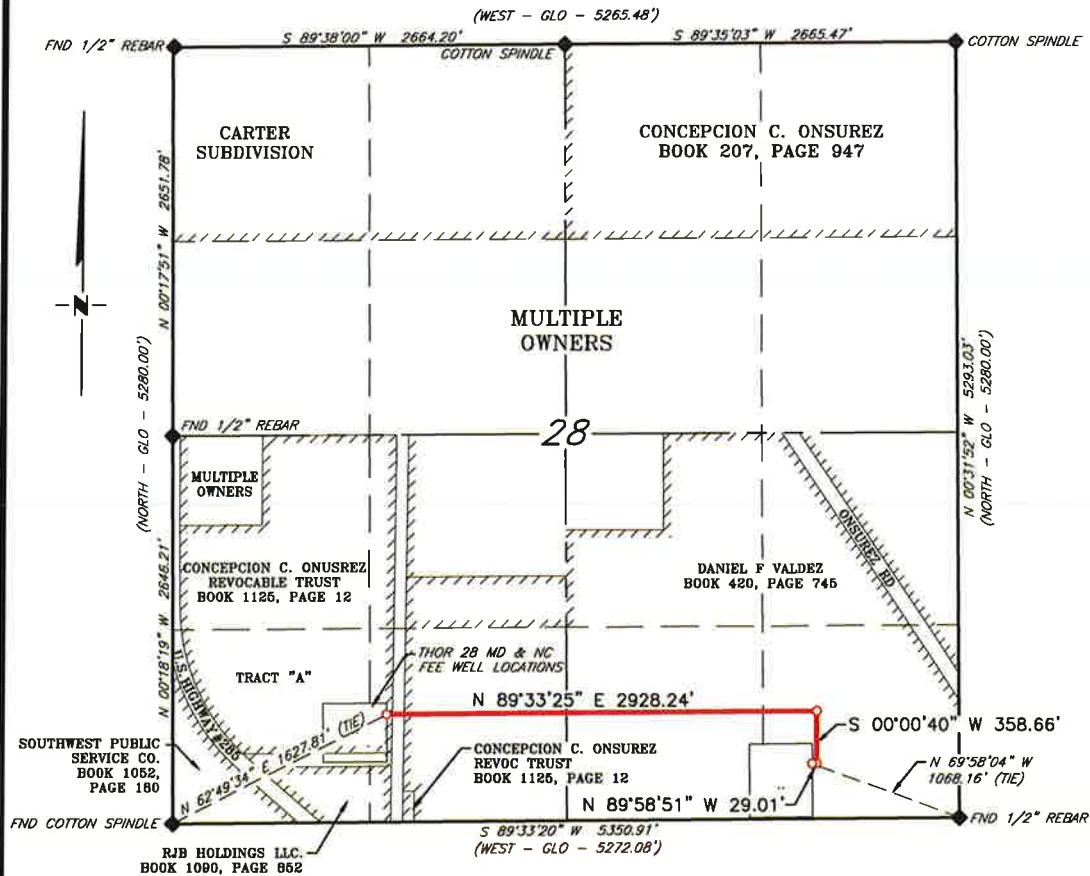 (WEST - GLO - 5265.48')
FND 1/2" REBAR
S 89°38'00" W 2664.20'
COTTON SPINDLE
S 89°35'03" W 2665.47'
COTTON SPINDLE
CARTER
SUBDIVISION
CONCEPCION C. ONSUREZ
BOOK 207, PAGE 947
N 00°17'51" W 2651.78'
-N-
(NORTH - GLO - 5280.00')
MULTIPLE
OWNERS
N 00°31'52" W 5293.03'
(NORTH - GLO - 5280.00')
FND 1/2" REBAR
28
MULTIPLE
OWNERS
ONSUREZ RD
CONCEPCION C. ONUSREZ
REVOCABLE TRUST
BOOK 1125, PAGE 12
DANIEL F VALDEZ
BOOK 420, PAGE 745
N 00°18'19" W 2646.21'
U.S. HIGHWAY #285
TRACT "A"
THOR 28 MD & NC
FEE WELL LOCATIONS
N 89°33'25" E 2928.24'
S 00°00'40" W 358.66'
SOUTHWEST PUBLIC
SERVICE CO.
BOOK 1052,
PAGE 180
N 62°49'34" E 1627.81' (TIE)
CONCEPCION C. ONSUREZ
REVOC TRUST
BOOK 1125, PAGE 12
N 69°58'04" W
1068.16' (TIE)
N 89°58'51" W 29.01'
FND COTTON SPINDLE
S 89°33'20" W 5350.91'
(WEST - GLO - 5272.08')
FND 1/2" REBAR
RJB HOLDINGS LLC.
BOOK 1090, PAGE 852